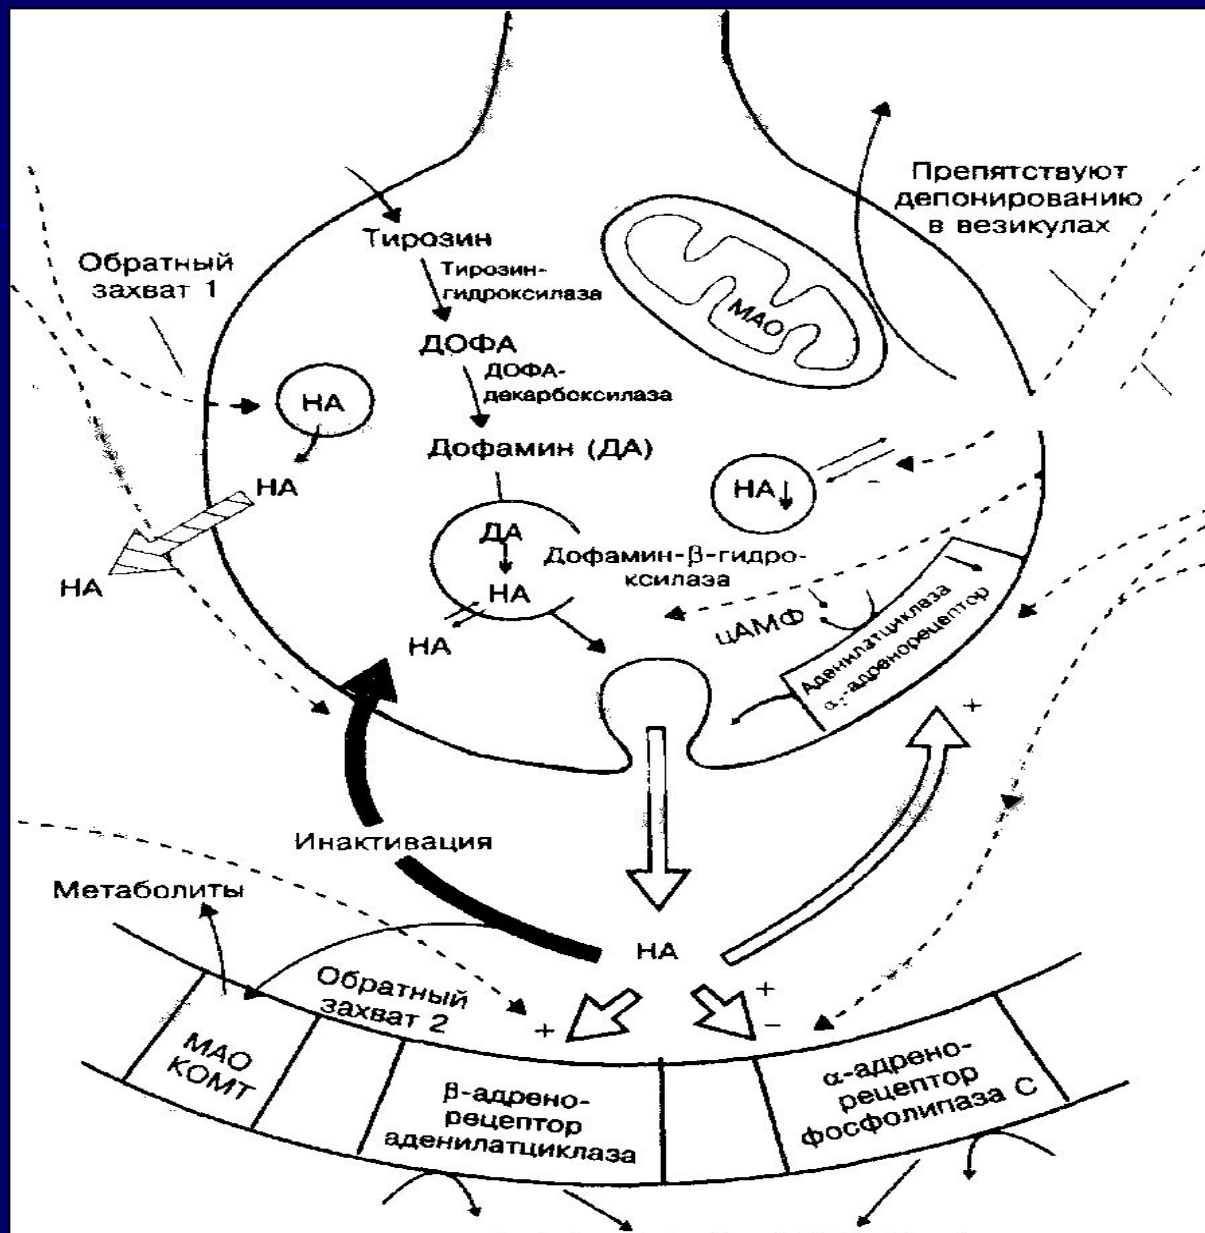 Препятствуют
депонированию
в везикулах
Обратный
захват 1
Тирозин
Тирозин-
гидроксилаза
МАО
ДОФА
ДОФА-
декарбоксилаза
НА
НА
НА
Дофамин (ДА)
НА
-
ДА
НА
НА
Дофамин-β-гидро-
ксилаза
цАМФ
Аденилатциклаза
α₂-адренорецептор
+
Инактивация
Метаболиты
НА
Обратный
захват 2
+
+
-
МАО
КОМТ
β-адрено-
рецептор
аденилатциклаза
α-адрено-
рецептор
фосфолипаза С